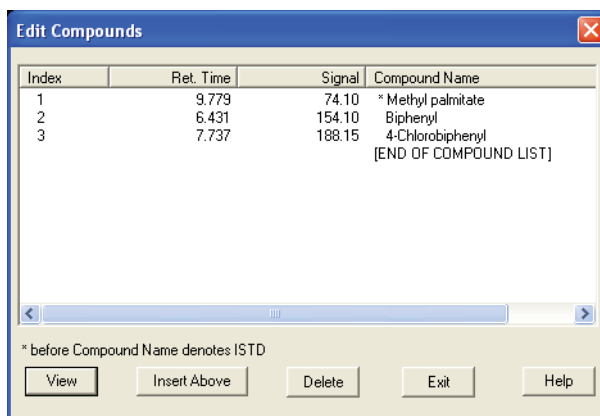 Edit Compounds
Index Ret. Time Signal Compound Name
1 9.779 74.10 * Methyl palmitate
2 6.431 154.10 Biphenyl
3 7.737 188.15 4-Chlorobiphenyl
[END OF COMPOUND LIST]
* before Compound Name denotes ISTD
View Insert Above Delete Exit Help